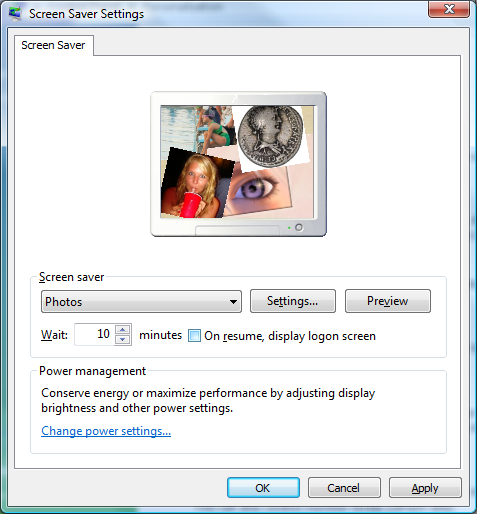 Screen Saver Settings
Screen Saver
Screen saver
Photos
Settings...
Preview
Wait: 10 minutes
On resume, display logon screen
Power management
Conserve energy or maximize performance by adjusting display
brightness and other power settings.
Change power settings...
OK
Cancel
Apply